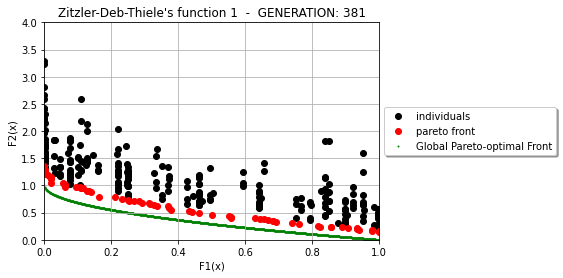 Zitzler-Deb-Thiele's function 1 - GENERATION: 381
4.0
3.5
3.0
2.5
2.0
1.5
1.0
0.5
0.0
F2(x)
0.0 0.2 0.4 0.6 0.8 1.0
F1(x)
individuals
pareto front
Global Pareto-optimal Front